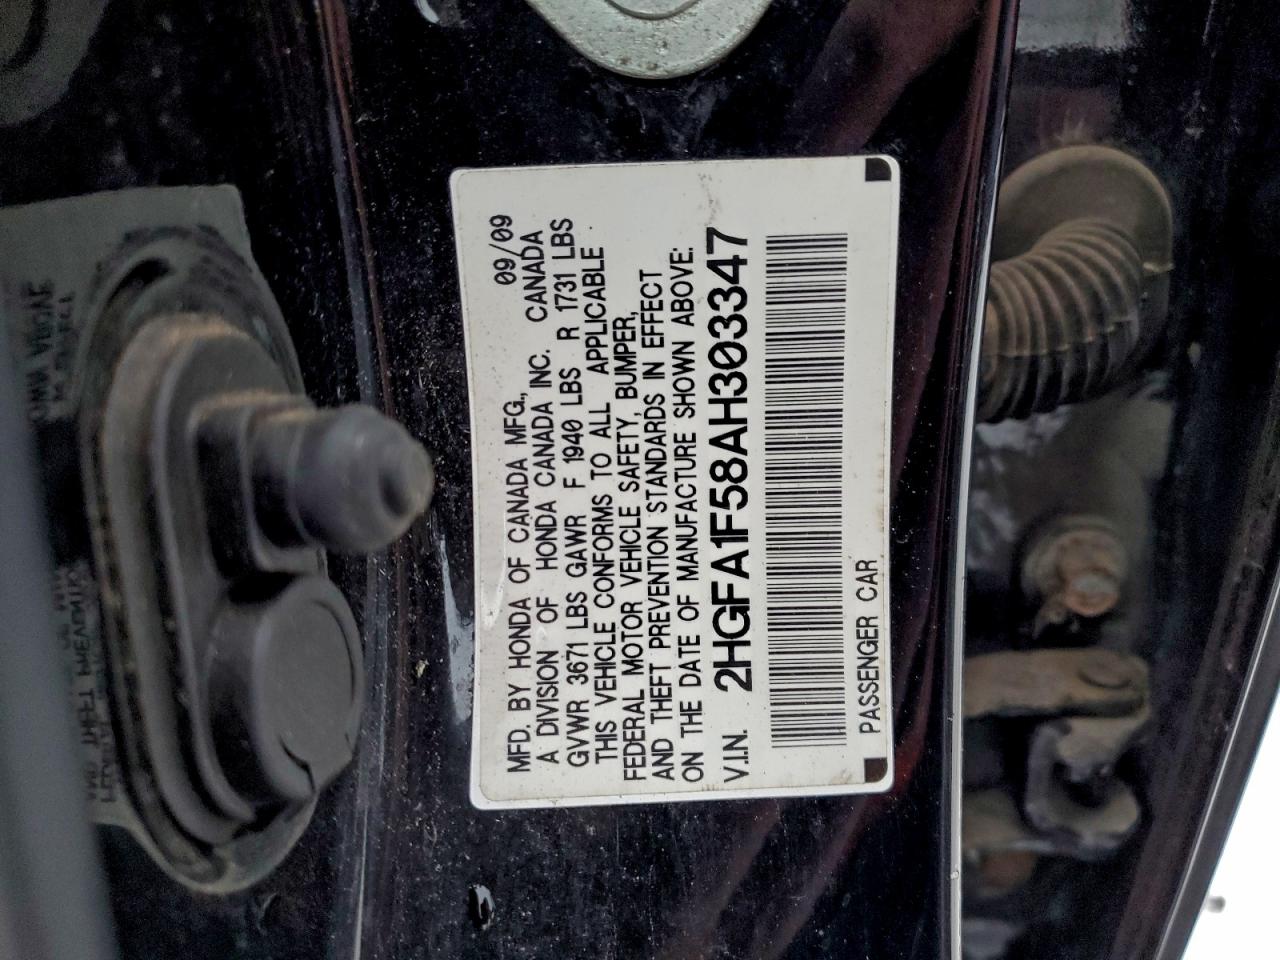 MFD. BY HONDA OF CANADA MFG., 09/09
A DIVISION OF HONDA CANADA INC. CANADA
GVWR 3671 LBS GAWR F 1940 LBS R 1731 LBS
THIS VEHICLE CONFORMS TO ALL APPLICABLE
FEDERAL MOTOR VEHICLE SAFETY, BUMPER,
AND THEFT PREVENTION STANDARDS IN EFFECT
ON THE DATE OF MANUFACTURE SHOWN ABOVE:
V.I.N. 2HGFA1F58AH303347
PASSENGER CAR